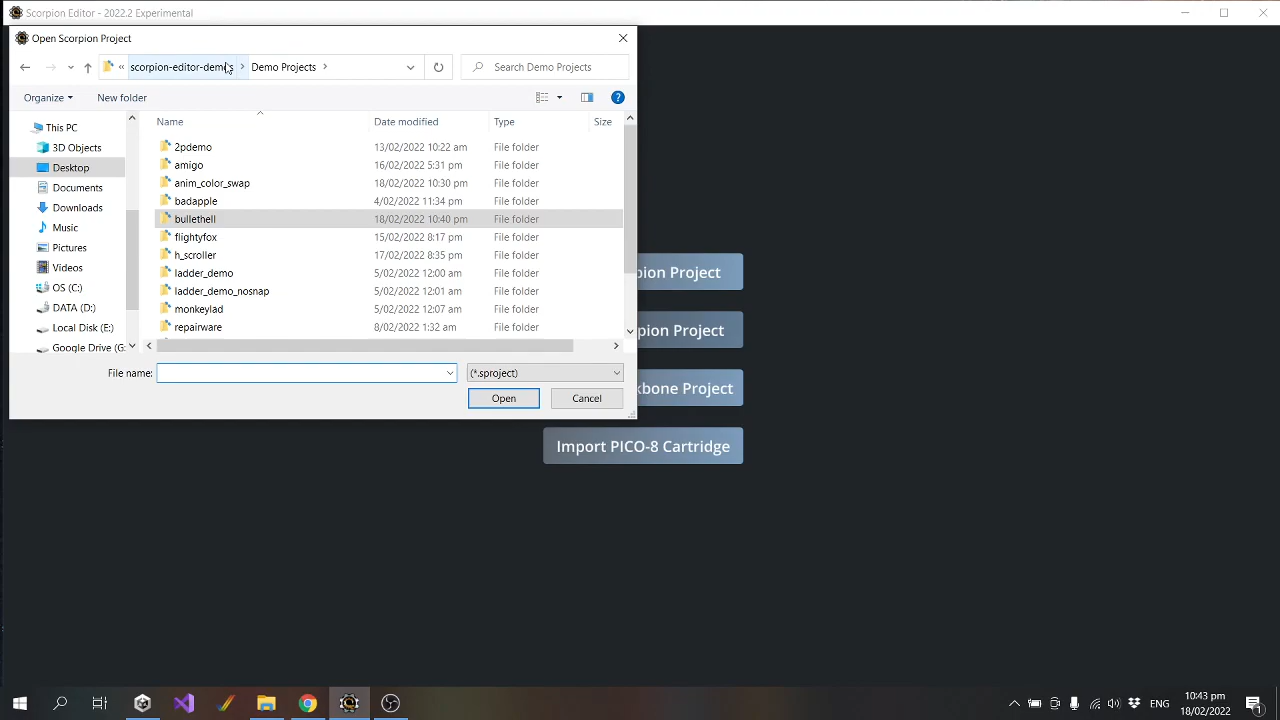 Scorpion Editor - 2022.2 Experimental
Open Scorpion Project
« scorpion-editor-demos > Demo Projects >
Search Demo Projects
Organize
New folder
This PC
3D Objects
Desktop
Documents
Downloads
Music
Pictures
Videos
OS (C:)
DATA (D:)
Local Disk (E:)
Google Drive (G:
Name Date modified Type Size
2pdemo 13/02/2022 10:22 am File folder
amigo 16/02/2022 5:31 pm File folder
anim_color_swap 18/02/2022 10:30 pm File folder
badapple 4/02/2022 11:34 pm File folder
bullethell 18/02/2022 10:40 pm File folder
flightyfox 15/02/2022 8:17 pm File folder
h_scroller 17/02/2022 8:35 pm File folder
ladder_demo 5/02/2022 12:00 am File folder
ladder_demo_nosnap 5/02/2022 12:01 am File folder
monkeylad 5/02/2022 12:07 am File folder
repairware 8/02/2022 1:32 am File folder
File name:
(*.sproject)
Open
Cancel
pion Project
pion Project
kbone Project
Import PICO-8 Cartridge
ENG
10:43 pm
18/02/2022
1